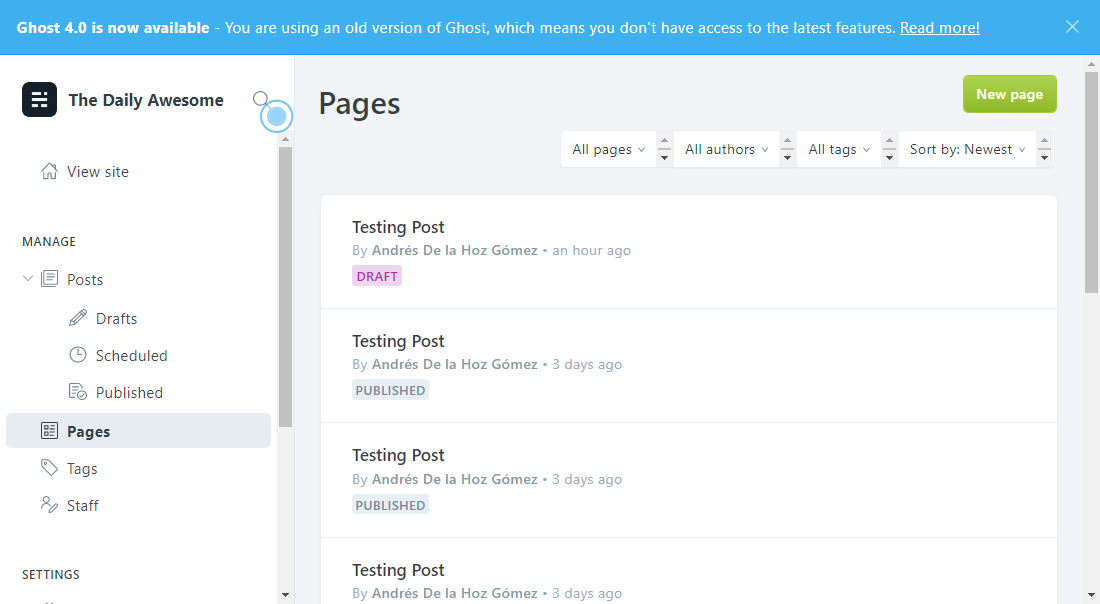 Ghost 4.0 is now available - You are using an old version of Ghost, which means you don't have access to the latest features. Read more!
The Daily Awesome
View site
MANAGE
Posts
Drafts
Scheduled
Published
Pages
Tags
Staff
SETTINGS
Pages
New page
All pages
All authors
All tags
Sort by: Newest
Testing Post
By Andrés De la Hoz Gómez • an hour ago
DRAFT
Testing Post
By Andrés De la Hoz Gómez • 3 days ago
PUBLISHED
Testing Post
By Andrés De la Hoz Gómez • 3 days ago
PUBLISHED
Testing Post
By Andrés De la Hoz Gómez • 3 days ago